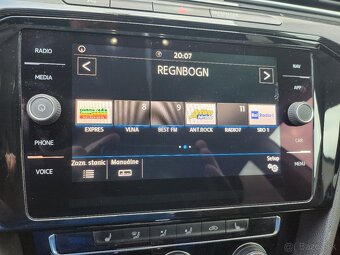 RADIO
20:07
NAV
REGNBOGN
MEDIA
APP
8
9
11
EXPRES
VLNA
BEST FM
ANT.ROCK
RADIO7
SRO 1
PHONE
CAR
Zozn. staníc
Manuálne
Setup
VOICE
MENU